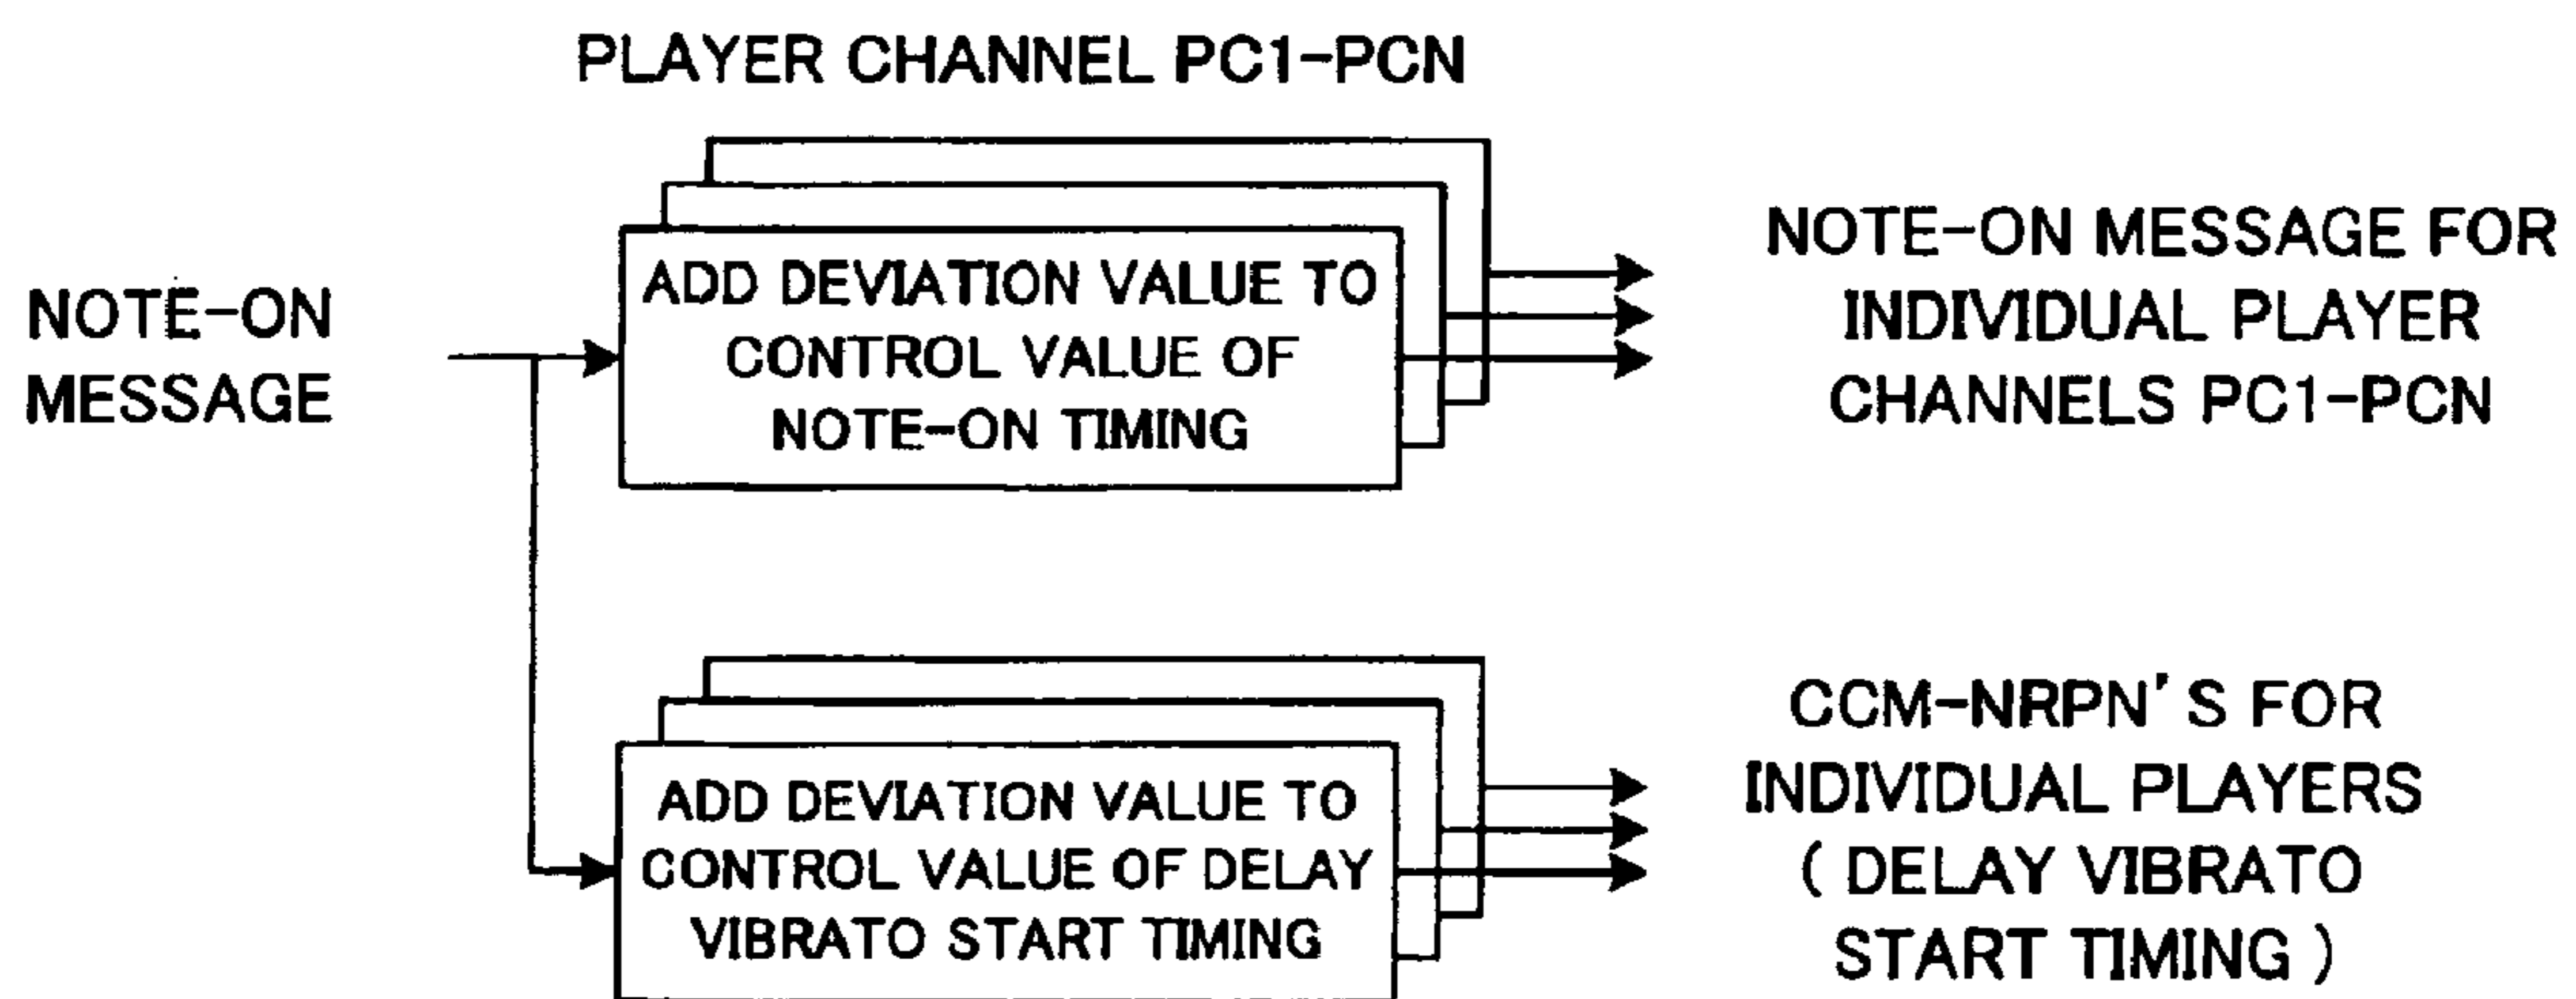 PLAYER CHANNEL PC1-PCN
NOTE-ON
MESSAGE
ADD DEVIATION VALUE TO
CONTROL VALUE OF
NOTE-ON TIMING
NOTE-ON MESSAGE FOR
INDIVIDUAL PLAYER
CHANNELS PC1-PCN
ADD DEVIATION VALUE TO
CONTROL VALUE OF DELAY
VIBRATO START TIMING
CCM-NRPN'S FOR
INDIVIDUAL PLAYERS
( DELAY VIBRATO
START TIMING )